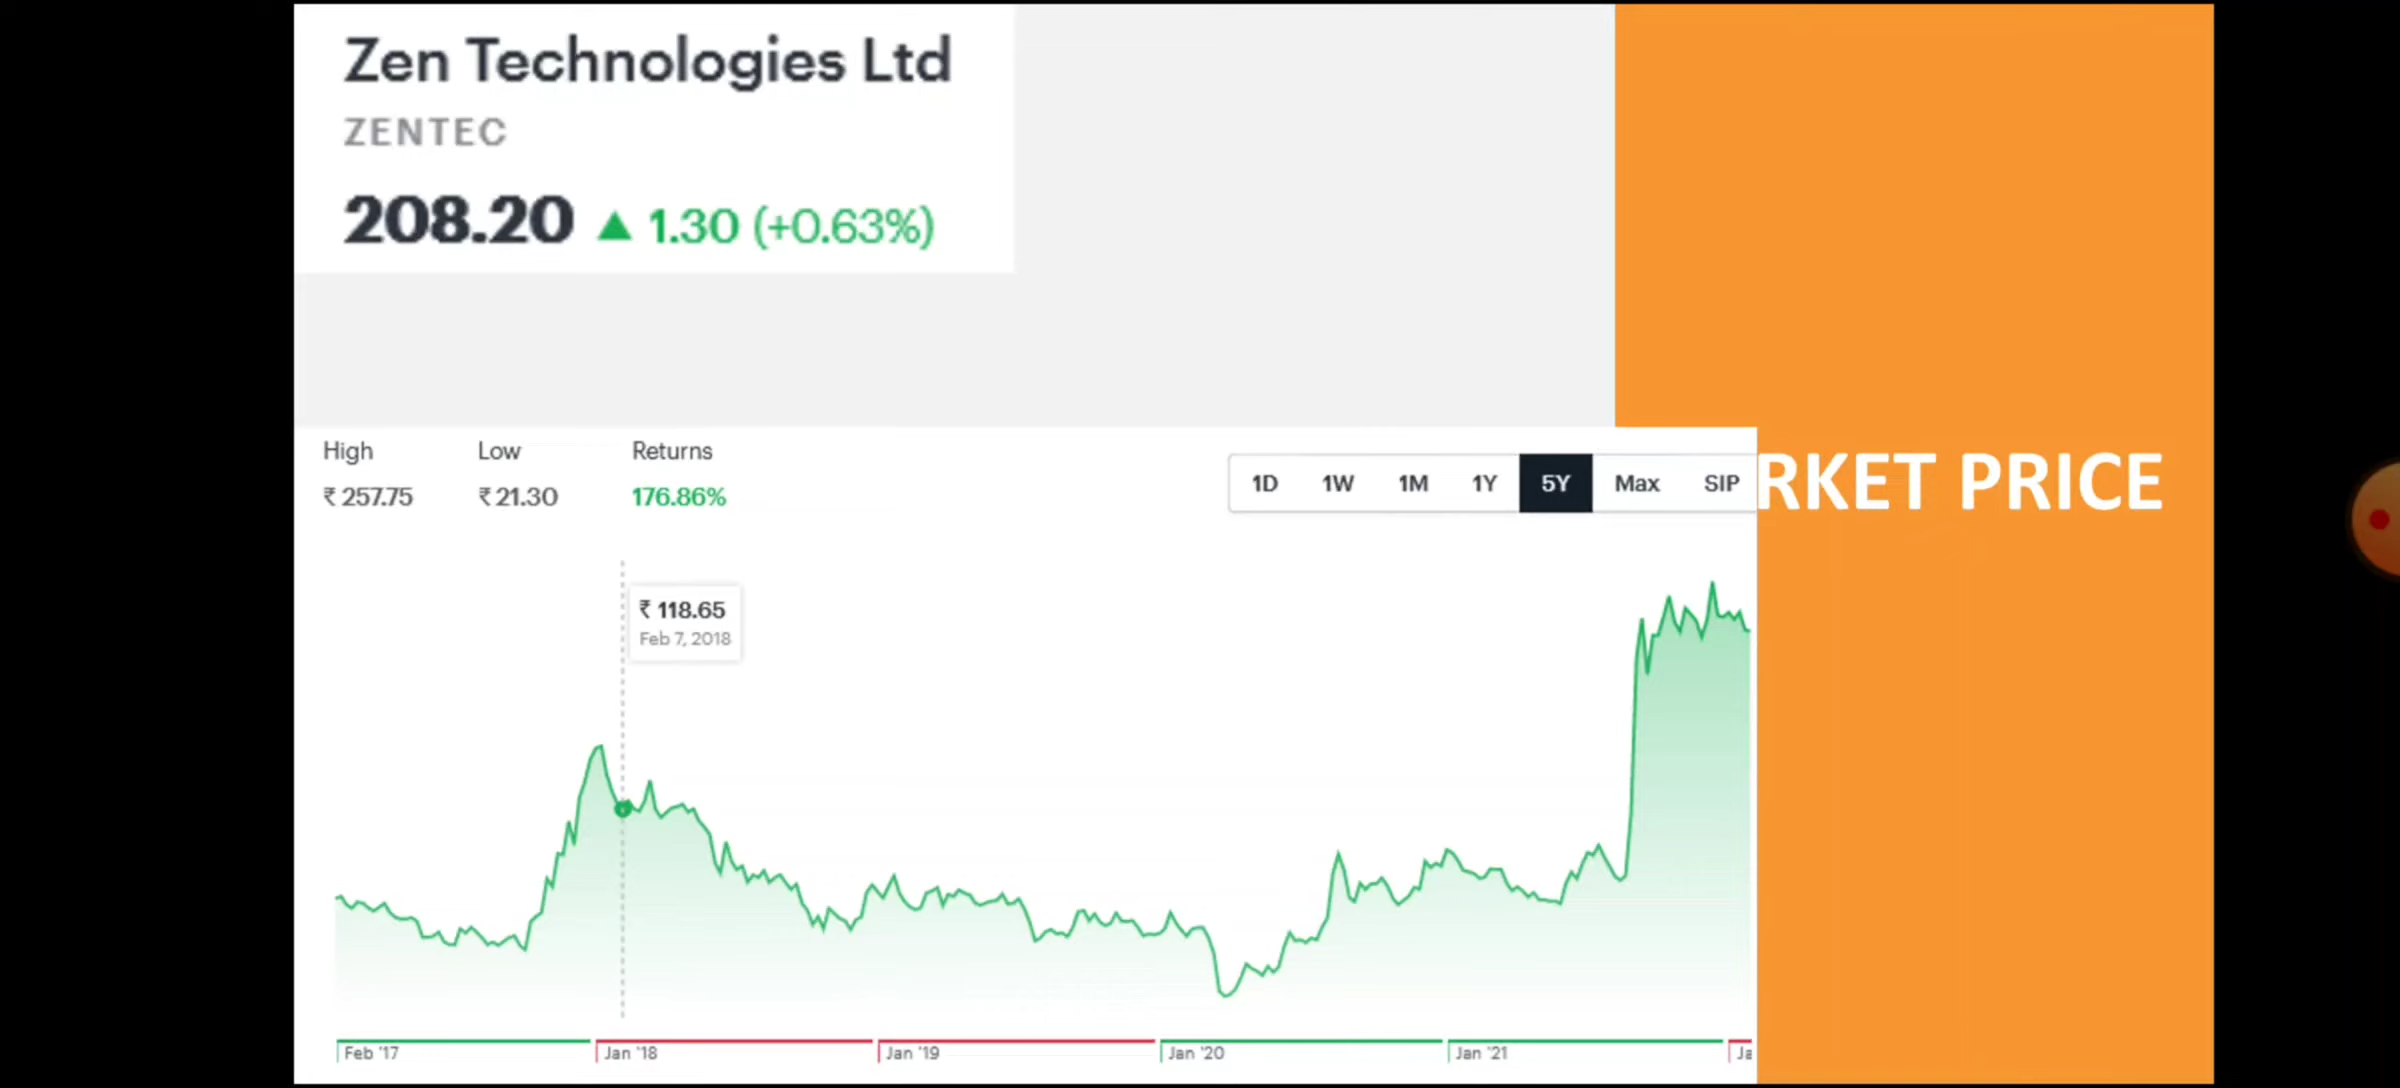 Zen Technologies Ltd
ZENTEC
208.20 ▲ 1.30 (+0.63%)
High Low Returns
₹ 257.75 ₹ 21.30 176.86%
1D 1W 1M 1Y 5Y Max SIP
RKET PRICE
₹ 118.65
Feb 7, 2018
Feb '17 Jan '18 Jan '19 Jan '20 Jan '21 Ja